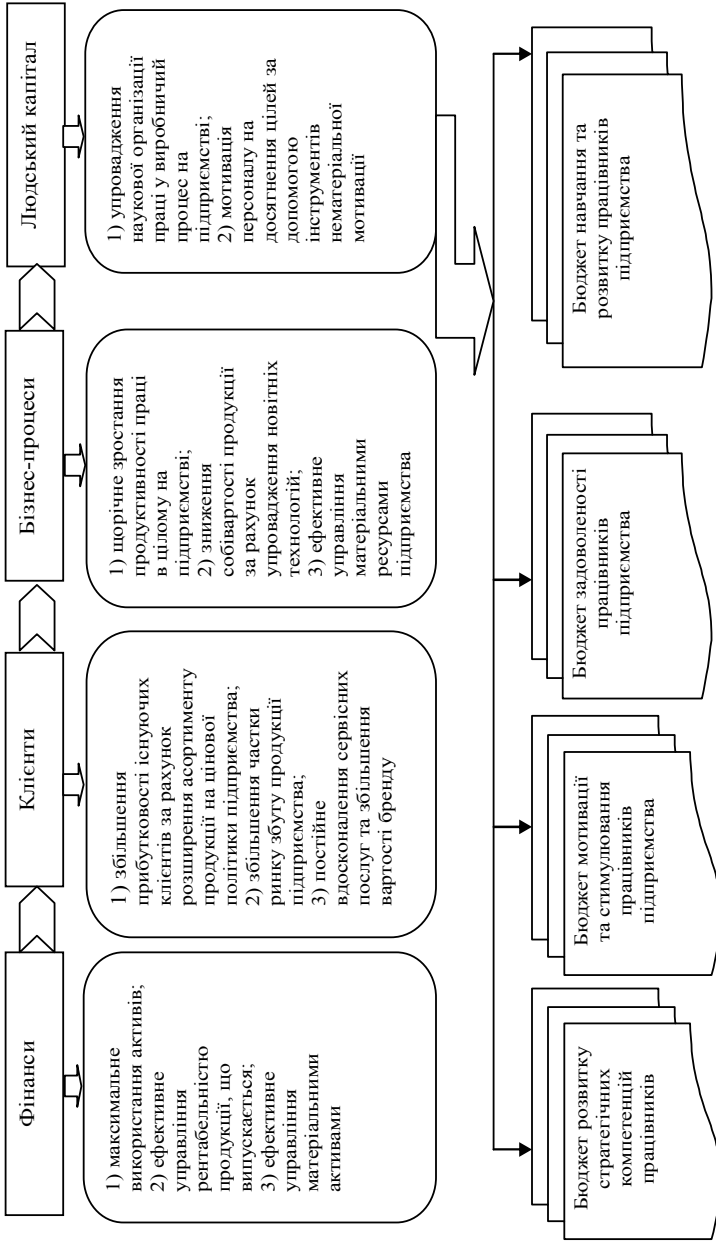 Фінанси
Клієнти
Бізнес-процеси
Людський капітал
1) максимальне
використання активів;
2) ефективне
управління
рентабельністю
продукції, що
випускається;
3) ефективне
управління
матеріальними
активами
1) збільшення
прибутковості існуючих
клієнтів за рахунок
розширення асортименту
продукції на цінової
політики підприємства;
2) збільшення частки
ринку збуту продукції
підприємства;
3) постійне
вдосконалення сервісних
послуг та збільшення
вартості бренду
1) щорічне зростання
продуктивності праці
в цілому на
підприємстві;
2) зниження
собівартості продукції
за рахунок
упровадження новітніх
технологій;
3) ефективне
управління
матеріальними
ресурсами
підприємства
1) упровадження
наукової організації
праці у виробничий
процес на
підприємстві;
2) мотивація
персоналу на
досягнення цілей за
допомогою
інструментів
нематеріальної
мотивації
Бюджет розвитку
стратегічних
компетенцій
працівників
Бюджет мотивації
та стимулювання
працівників
підприємства
Бюджет задоволеності
працівників
підприємства
Бюджет навчання та
розвитку працівників
підприємства